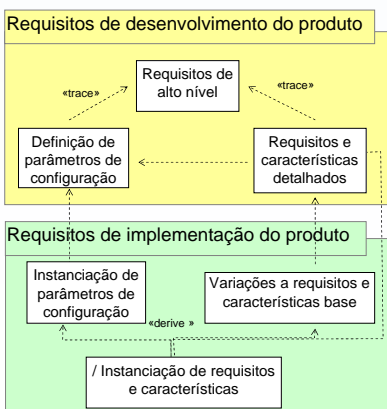 Requisitos de desenvolvimento do produto
Requisitos de
alto nível
«trace»
«trace»
Definição de
parâmetros de
configuração
Requisitos e
características
detalhados
Requisitos de implementação do produto
Instanciação de
parâmetros de
configuração
Variações a requisitos e
características base
«derive »
/ Instanciação de requisitos
e características